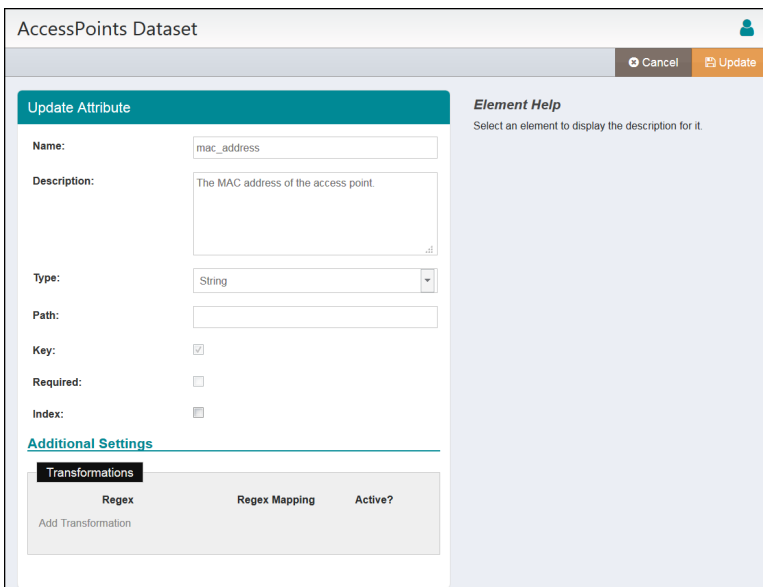 AccessPoints Dataset
Cancel Update
Update Attribute
Name: mac_address
Description: The MAC address of the access point.
Type: String
Path:
Key:
Required:
Index:
Additional Settings
Transformations
Regex Regex Mapping Active?
Add Transformation
Element Help
Select an element to display the description for it.